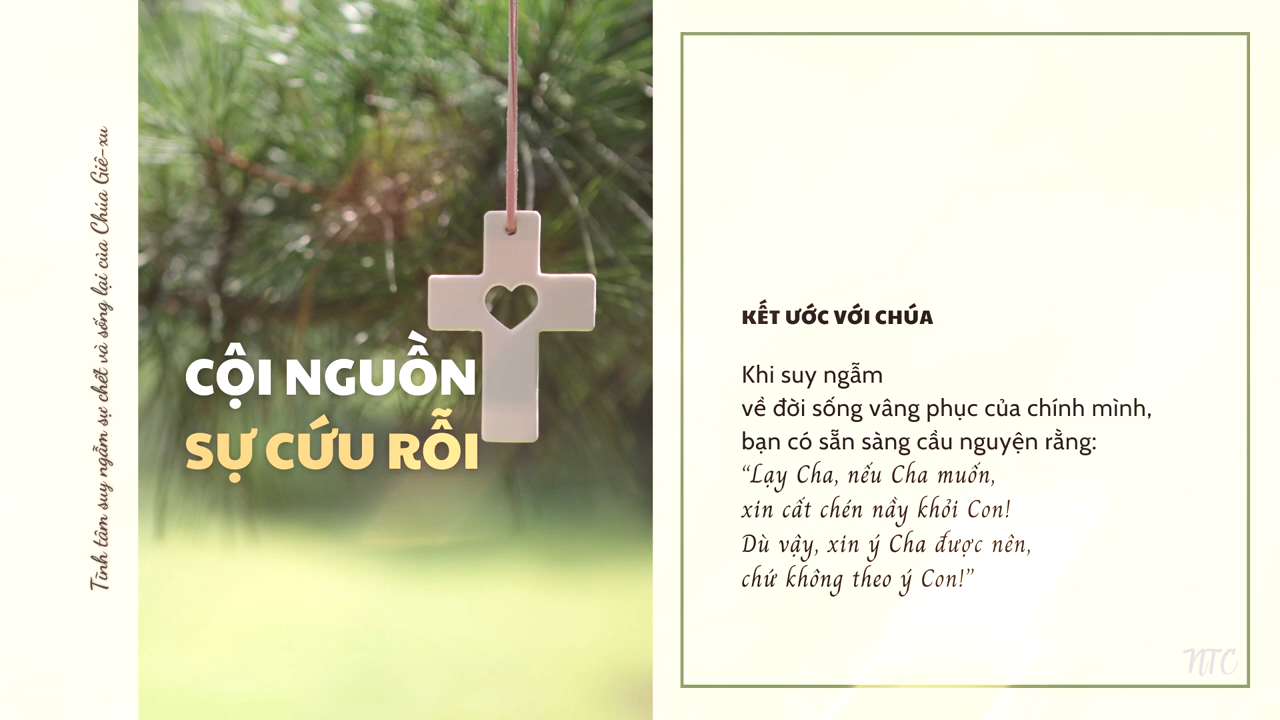 Tĩnh tâm suy ngẫm sự chết và sống lại của Chúa Giê-xu
CỘI NGUỒN
SỰ CỨU RỖI
KẾT ƯỚC VỚI CHÚA
Khi suy ngẫm
về đời sống vâng phục của chính mình,
bạn có sẵn sàng cầu nguyện rằng:
“Lạy Cha, nếu Cha muốn,
xin cất chén nầy khỏi Con!
Dù vậy, xin ý Cha được nên,
chứ không theo ý Con!”
NTC